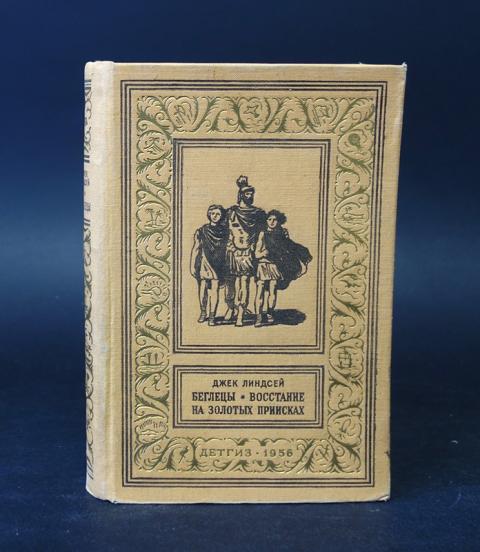 ДЖЕК ЛИНДСЕЙ
БЕГЛЕЦЫ • ВОССТАНИЕ
НА ЗОЛОТЫХ ПРИИСКАХ
ДЕТГИЗ • 1956